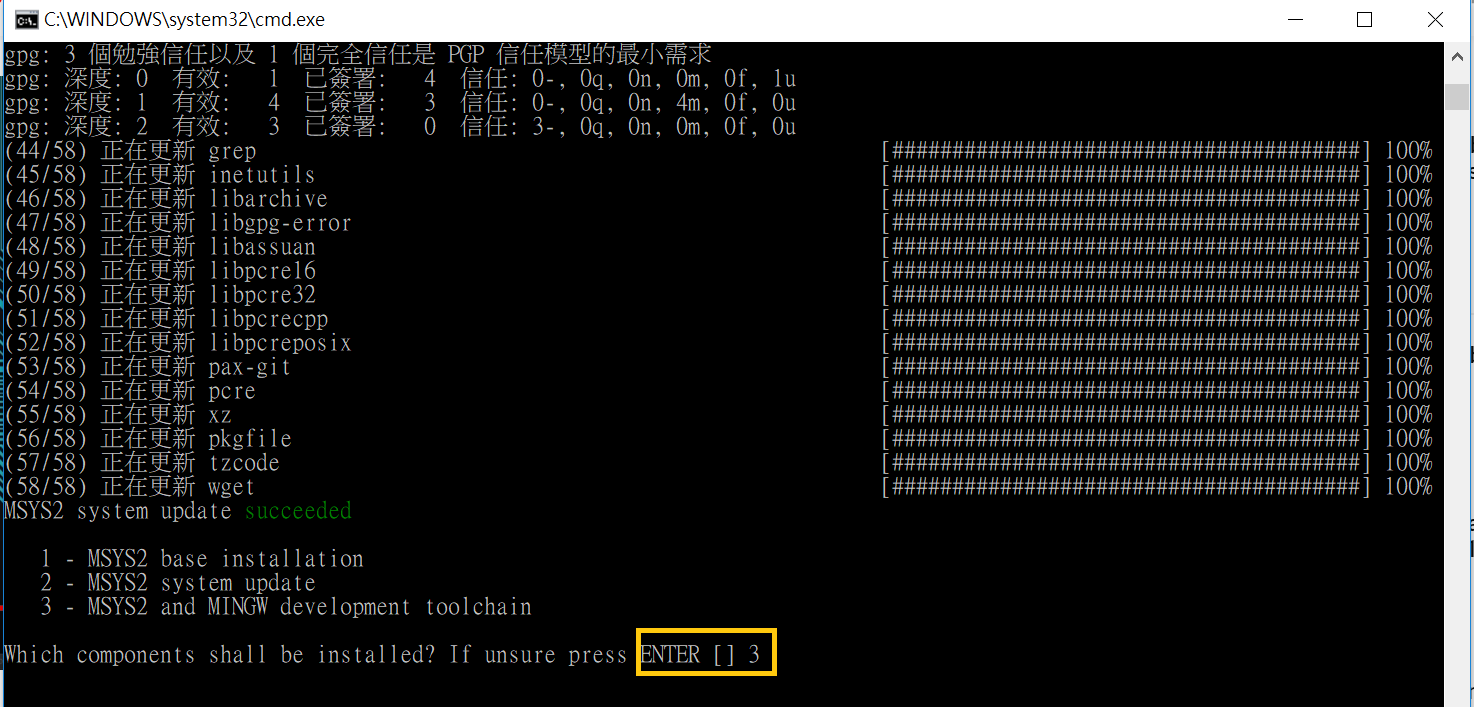 C:\WINDOWS\system32\cmd.exe
gpg: 3 個勉強信任以及 1 個完全信任是 PGP 信任模型的最小需求
gpg: 深度: 0 有效: 1 已簽署: 4 信任: 0-, 0q, 0n, 0m, 0f, 1u
gpg: 深度: 1 有效: 4 已簽署: 3 信任: 0-, 0q, 0n, 4m, 0f, 0u
gpg: 深度: 2 有效: 3 已簽署: 0 信任: 3-, 0q, 0n, 0m, 0f, 0u
(44/58) 正在更新 grep [#######################################] 100%
(45/58) 正在更新 inetutils [#######################################] 100%
(46/58) 正在更新 libarchive [#######################################] 100%
(47/58) 正在更新 libgpg-error [#######################################] 100%
(48/58) 正在更新 libassuan [#######################################] 100%
(49/58) 正在更新 libpcre16 [#######################################] 100%
(50/58) 正在更新 libpcre32 [#######################################] 100%
(51/58) 正在更新 libpcrecpp [#######################################] 100%
(52/58) 正在更新 libpcreposix [#######################################] 100%
(53/58) 正在更新 pax-git [#######################################] 100%
(54/58) 正在更新 pcre [#######################################] 100%
(55/58) 正在更新 xz [#######################################] 100%
(56/58) 正在更新 pkgfile [#######################################] 100%
(57/58) 正在更新 tzcode [#######################################] 100%
(58/58) 正在更新 wget [#######################################] 100%
MSYS2 system update succeeded
1 - MSYS2 base installation
2 - MSYS2 system update
3 - MSYS2 and MINGW development toolchain
Which components shall be installed? If unsure press ENTER [] 3